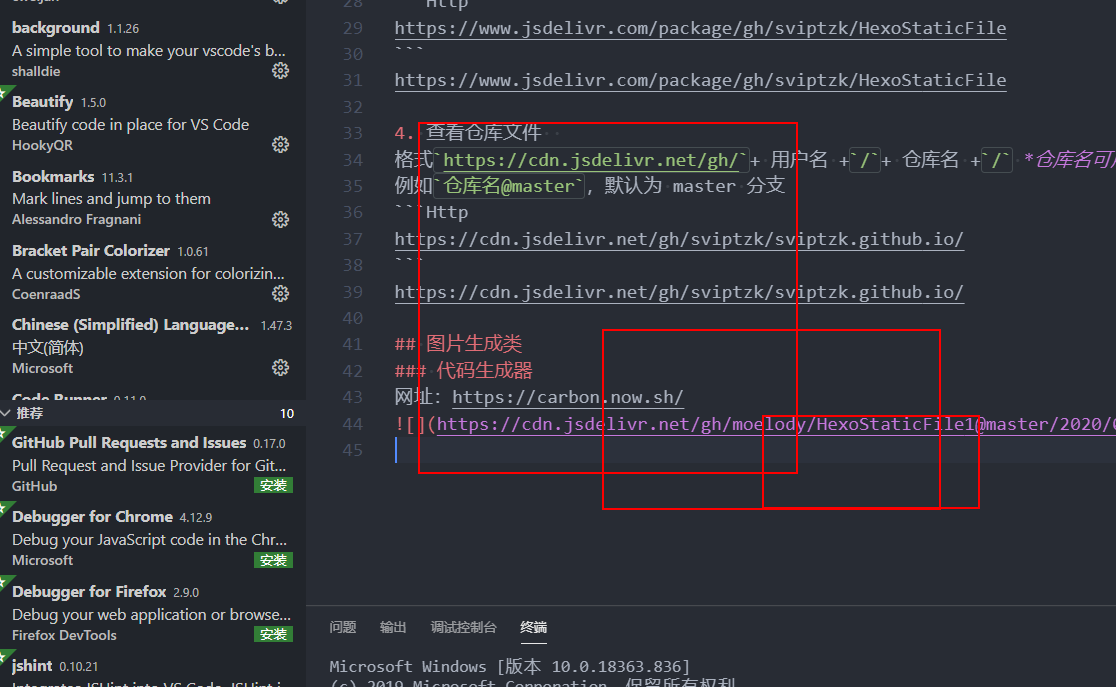 background 1.1.26
A simple tool to make your vscode's b...
shalldie
Beautify 1.5.0
Beautify code in place for VS Code
HookyQR
Bookmarks 11.3.1
Mark lines and jump to them
Alessandro Fragnani
Bracket Pair Colorizer 1.0.61
A customizable extension for colorizin...
CoenraadS
Chinese (Simplified) Language... 1.47.3
中文(简体)
Microsoft
Code Runner 0.11.0
推荐 10
GitHub Pull Requests and Issues 0.17.0
Pull Request and Issue Provider for Git...
GitHub 安装
Debugger for Chrome 4.12.9
Debug your JavaScript code in the Chr...
Microsoft 安装
Debugger for Firefox 2.9.0
Debug your web application or browse...
Firefox DevTools 安装
jshint 0.10.21
Integrates JSHint into VS Code. JSHint i
28 ```Http
29 https://www.jsdelivr.com/package/gh/sviptzk/HexoStaticFile
30 ```
31 https://www.jsdelivr.com/package/gh/sviptzk/HexoStaticFile
32
33 4. 查看仓库文件
34 格式`https://cdn.jsdelivr.net/gh/`+ 用户名 +`/`+ 仓库名 +`/` *仓库名可
35 例如`仓库名@master`, 默认为 master 分支
36 ```Http
37 https://cdn.jsdelivr.net/gh/sviptzk/sviptzk.github.io/
38 ```
39 https://cdn.jsdelivr.net/gh/sviptzk/sviptzk.github.io/
40
41 ## 图片生成类
42 ### 代码生成器
43 网址: https://carbon.now.sh/
44 ![](https://cdn.jsdelivr.net/gh/moelody/HexoStaticFile1@master/2020/
45
问题 输出 调试控制台 终端
Microsoft Windows [版本 10.0.18363.836]
(c) 2019 Microsoft Corporation. 保留所有权利